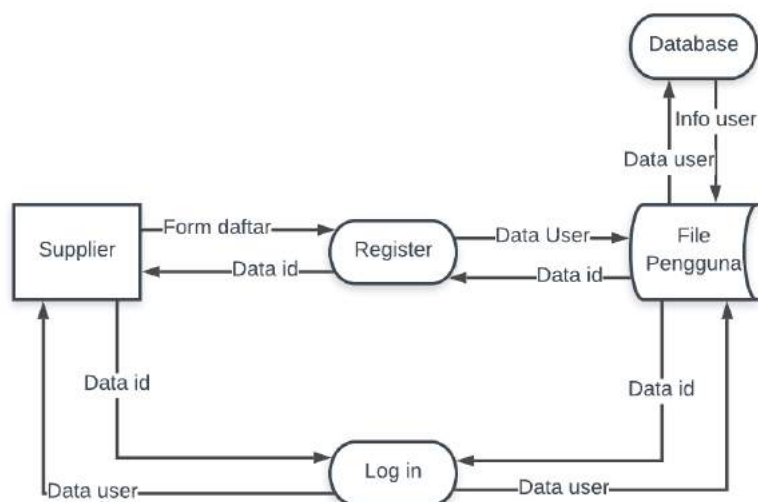 Database
Info user
Data user
Form daftar
Supplier
Register
Data User
File
Pengguna
Data id
Data id
Data id
Data id
Log in
Data user
Data user